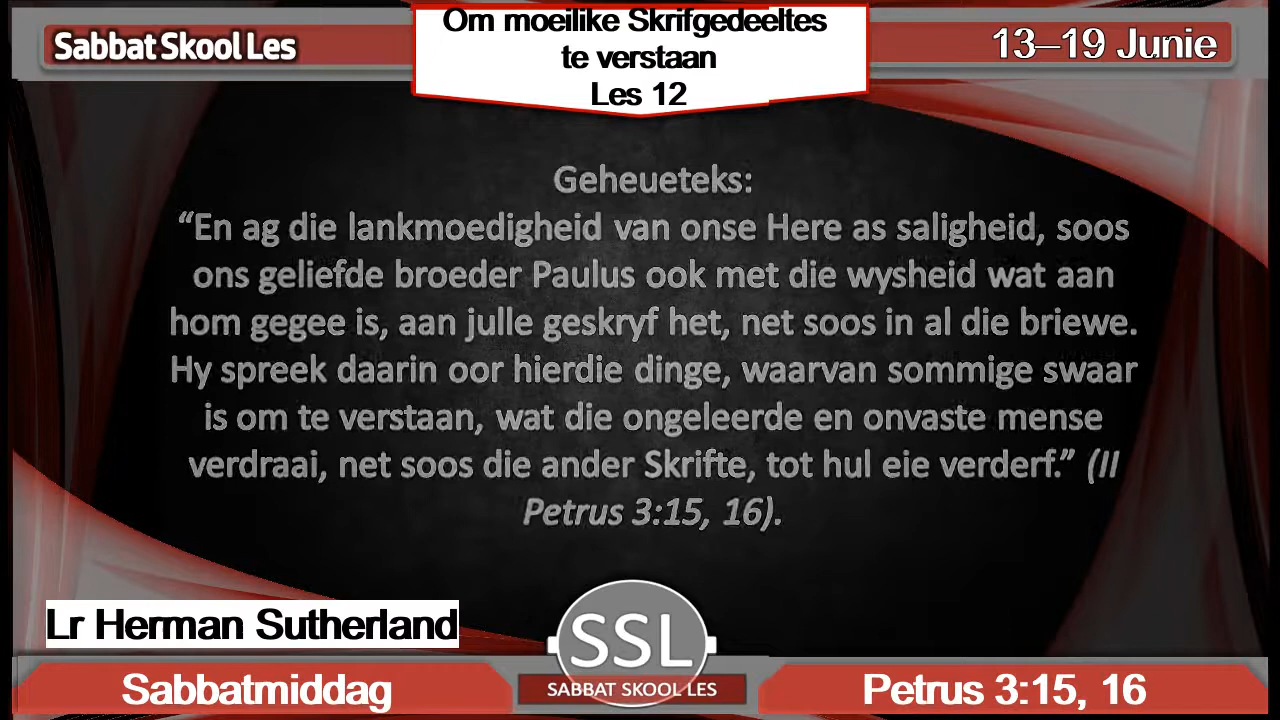 Sabbat Skool Les
Om moeilike Skrifgedeeltes
te verstaan
Les 12
13–19 Junie
Geheueteks:
“En ag die lankmoedigheid van onse Here as saligheid, soos
ons geliefde broeder Paulus ook met die wysheid wat aan
hom gegee is, aan julle geskryf het, net soos in al die briewe.
Hy spreek daarin oor hierdie dinge, waarvan sommige swaar
is om te verstaan, wat die ongeleerde en onvaste mense
verdraai, net soos die ander Skrifte, tot hul eie verderf.” (II
Petrus 3:15, 16).
Lr Herman Sutherland
SSL
SABBAT SKOOL LES
Sabbatmiddag
Petrus 3:15, 16